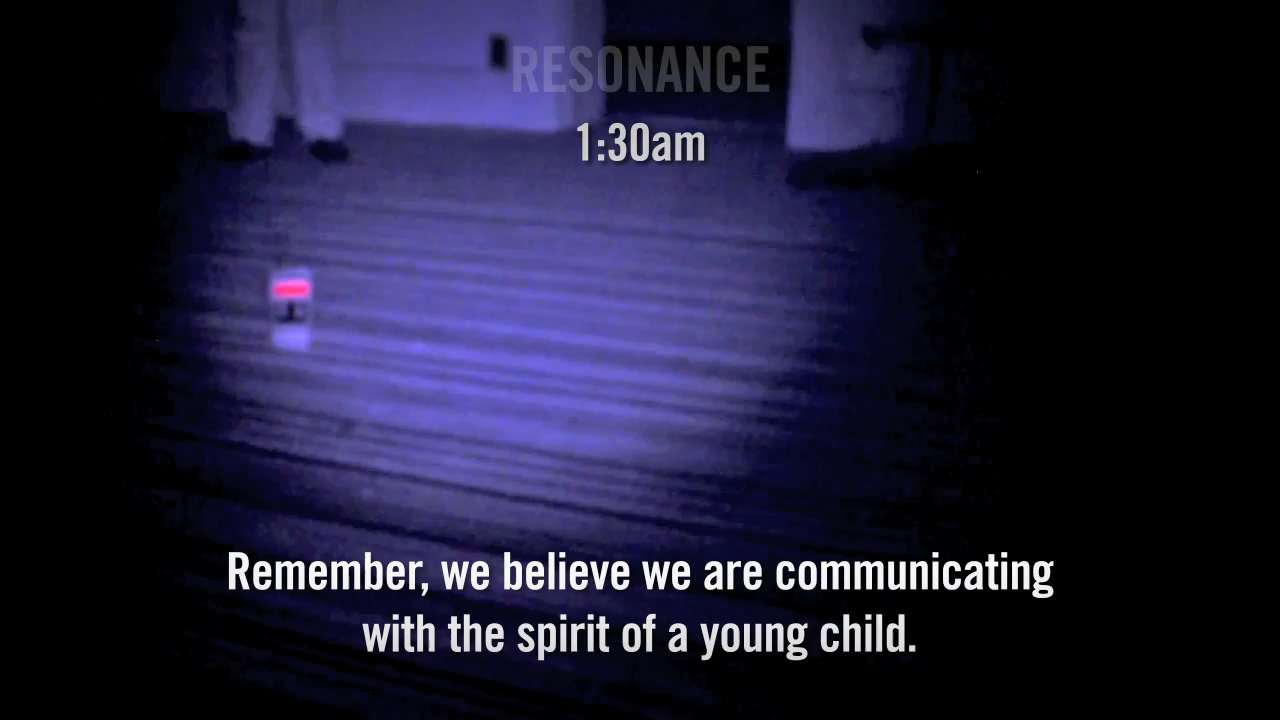 RESONANCE
1:30am
Remember, we believe we are communicating
with the spirit of a young child.